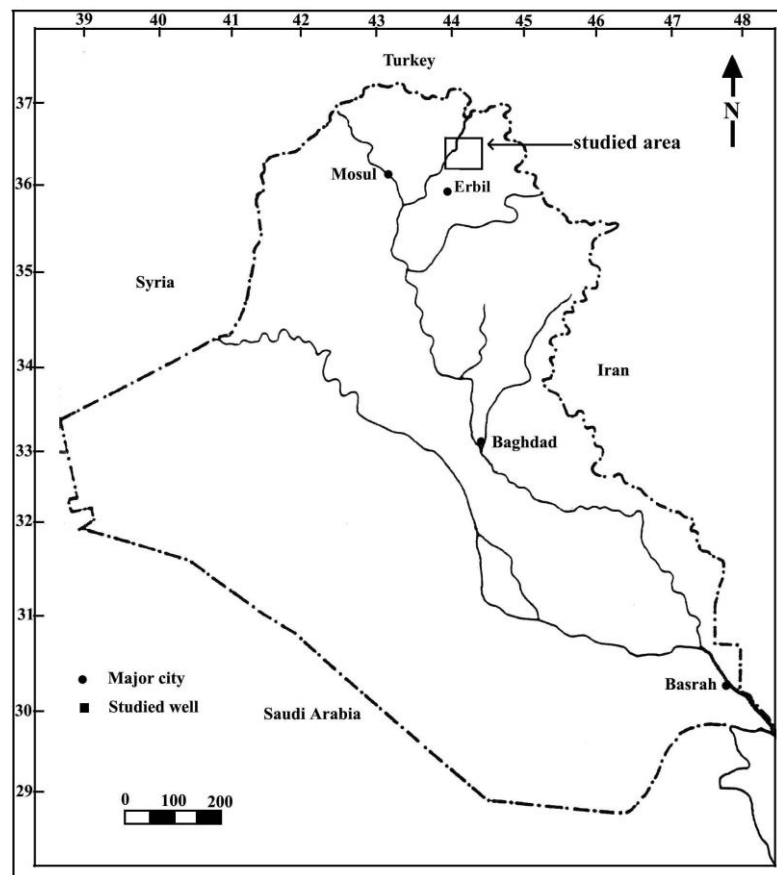 39 40 41 42 43 44 45 46 47 48
Turkey
37
N
studied area
Mosul
Erbil
36
35
Syria
34
Iran
33
Baghdad
32
31
Major city
Basrah
Studied well
Saudi Arabia
30
29
0 100 200